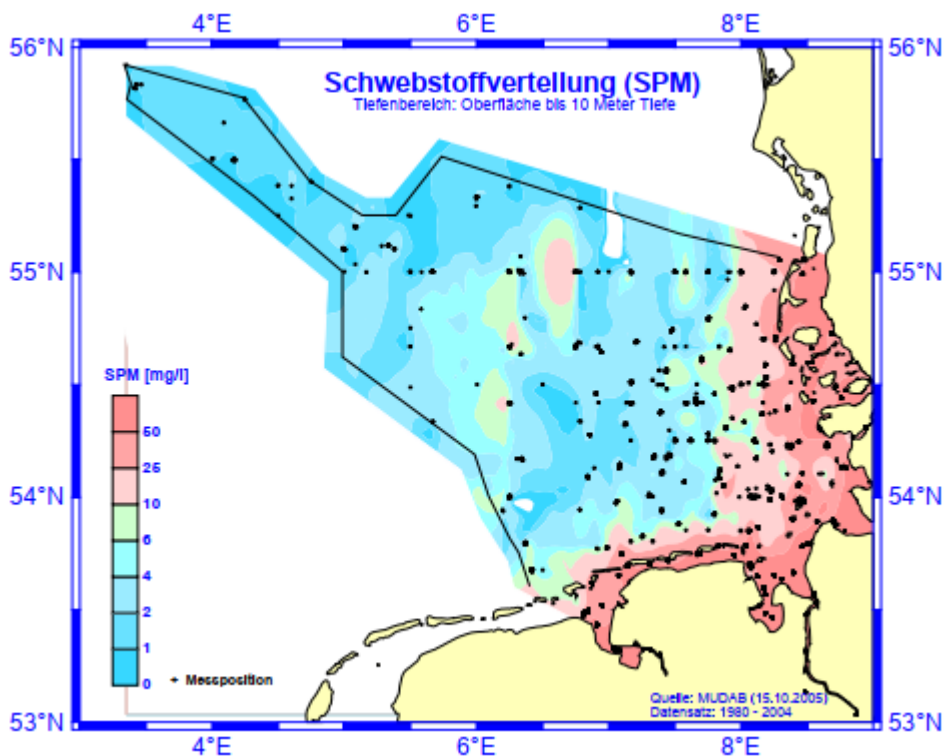 4°E 6°E 8°E
56°N 56°N
Schwebstoffvertellung (SPM)
Tiefenbereich: Oberfläche bis 10 Meter Tiefe
55°N 55°N
SPM [mg/l]
50
25
10
6
4
2
1
0
54°N 54°N
Messposition
Quelle: MUDAB (15.10.2005)
Datensatz: 1980 - 2004
53°N 53°N
4°E 6°E 8°E